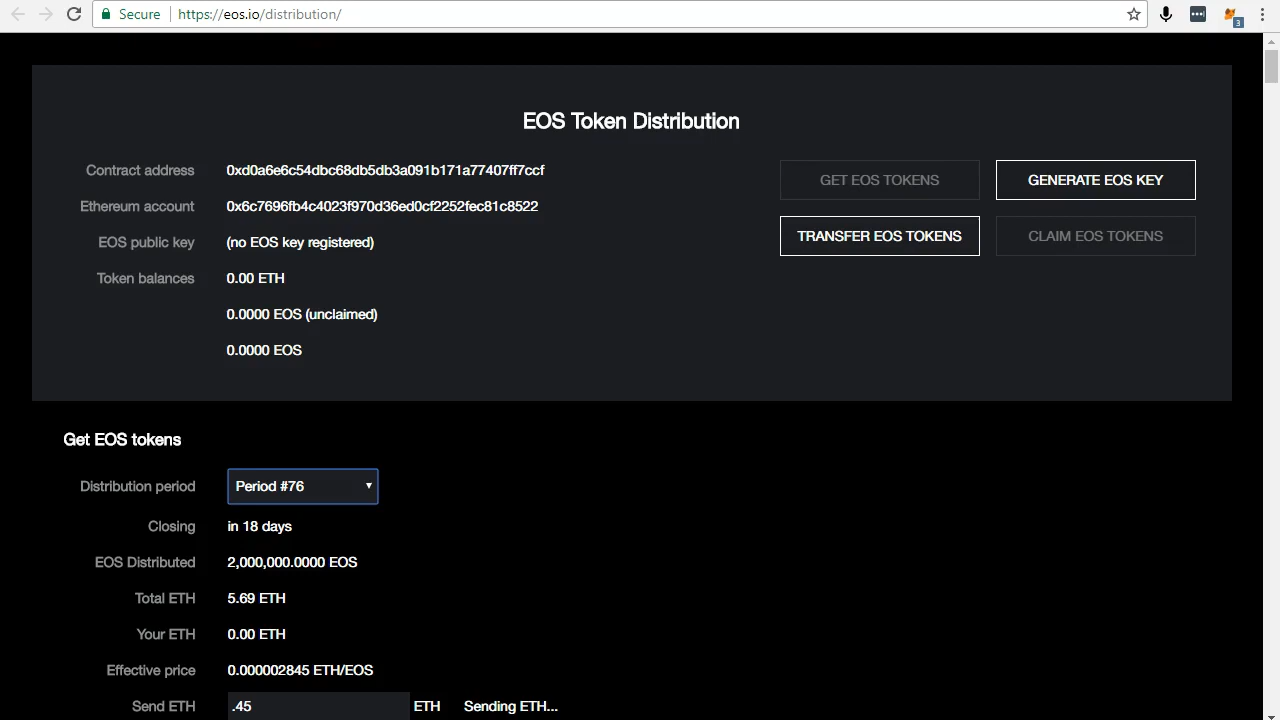 Secure https://eos.io/distribution/
3
EOS Token Distribution
Contract address 0xd0a6e6c54dbc68db5db3a091b171a77407ff7ccf GET EOS TOKENS GENERATE EOS KEY
Ethereum account 0x6c7696fb4c4023f970d36ed0cf2252fec81c8522
EOS public key (no EOS key registered) TRANSFER EOS TOKENS CLAIM EOS TOKENS
Token balances 0.00 ETH
0.0000 EOS (unclaimed)
0.0000 EOS
Get EOS tokens
Distribution period Period #76
Closing in 18 days
EOS Distributed 2,000,000.0000 EOS
Total ETH 5.69 ETH
Your ETH 0.00 ETH
Effective price 0.000002845 ETH/EOS
Send ETH .45 ETH Sending ETH...